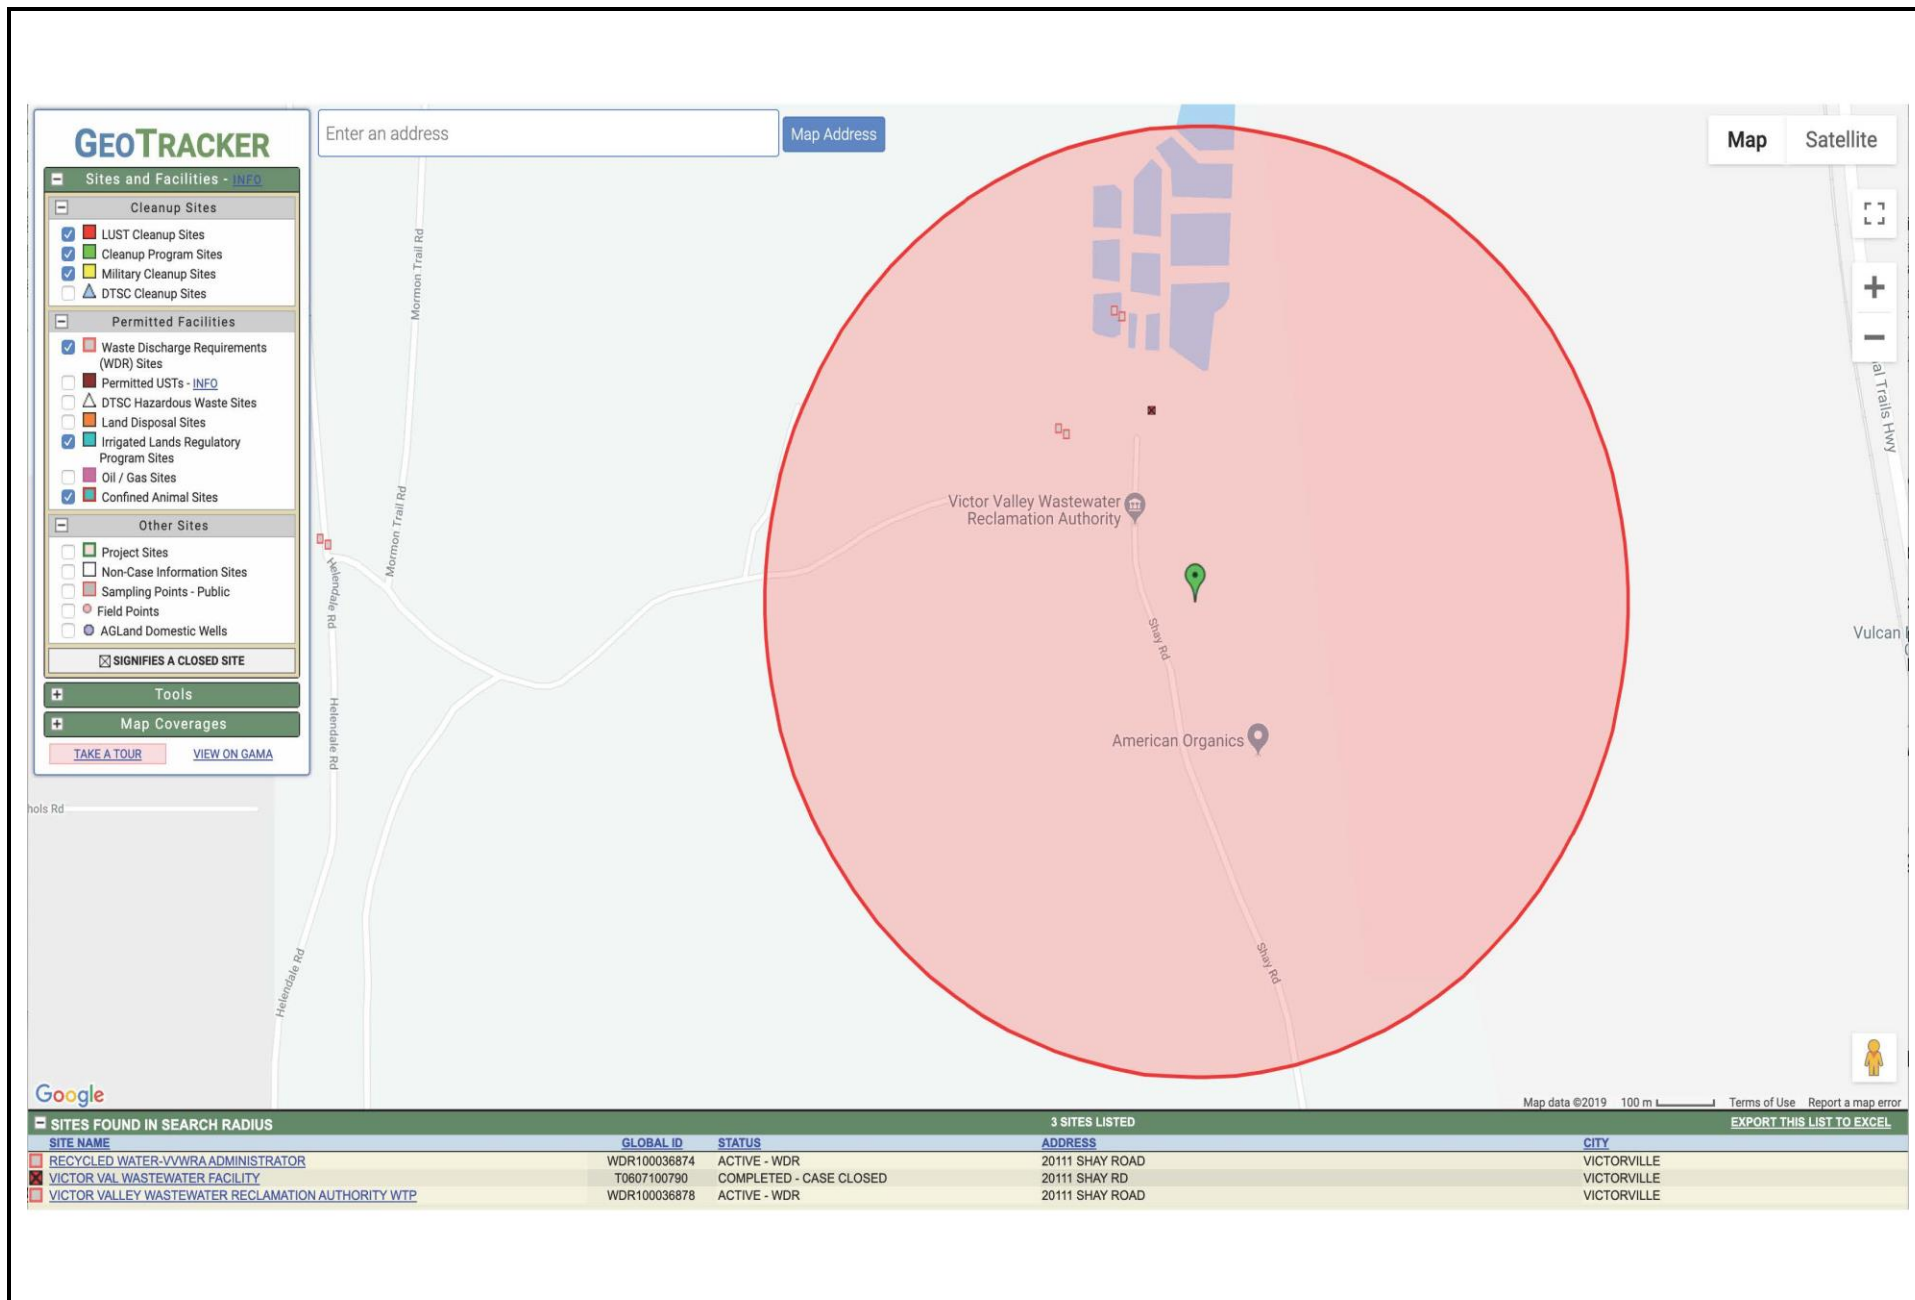 GEOTRACKER
Enter an address
Map Address
Map Satellite
Sites and Facilities - INFO
Cleanup Sites
LUST Cleanup Sites
Cleanup Program Sites
Military Cleanup Sites
DTSC Cleanup Sites
Permitted Facilities
Waste Discharge Requirements
(WDR) Sites
Permitted USTs - INFO
DTSC Hazardous Waste Sites
Land Disposal Sites
Irrigated Lands Regulatory
Program Sites
Oil / Gas Sites
Confined Animal Sites
Other Sites
Project Sites
Non-Case Information Sites
Sampling Points - Public
Field Points
AGLand Domestic Wells
SIGNIFIES A CLOSED SITE
Tools
Map Coverages
TAKE A TOUR VIEW ON GAMA
Mormon Trail Rd
Mormon Trail Rd
Helendale Rd
Helendale Rd
Helendale Rd
hols Rd
Victor Valley Wastewater
Reclamation Authority
Shay Rd
American Organics
Shay Rd
al Trails Hwy
Vulcan
Google
Map data ©2019 100 m Terms of Use Report a map error
SITES FOUND IN SEARCH RADIUS 3 SITES LISTED EXPORT THIS LIST TO EXCEL
SITE NAME GLOBAL ID STATUS ADDRESS CITY
RECYCLED WATER-VVWRA ADMINISTRATOR WDR100036874 ACTIVE - WDR 20111 SHAY ROAD VICTORVILLE
VICTOR VAL WASTEWATER FACILITY T0607100790 COMPLETED - CASE CLOSED 20111 SHAY RD VICTORVILLE
VICTOR VALLEY WASTEWATER RECLAMATION AUTHORITY WTP WDR100036878 ACTIVE - WDR 20111 SHAY ROAD VICTORVILLE